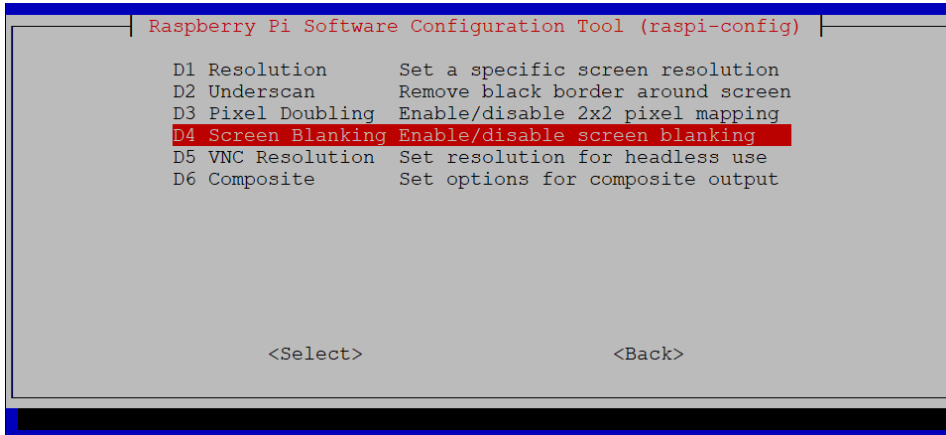 Raspberry Pi Software Configuration Tool (raspi-config)
D1 Resolution Set a specific screen resolution
D2 Underscan Remove black border around screen
D3 Pixel Doubling Enable/disable 2x2 pixel mapping
D4 Screen Blanking Enable/disable screen blanking
D5 VNC Resolution Set resolution for headless use
D6 Composite Set options for composite output
<Select> <Back>